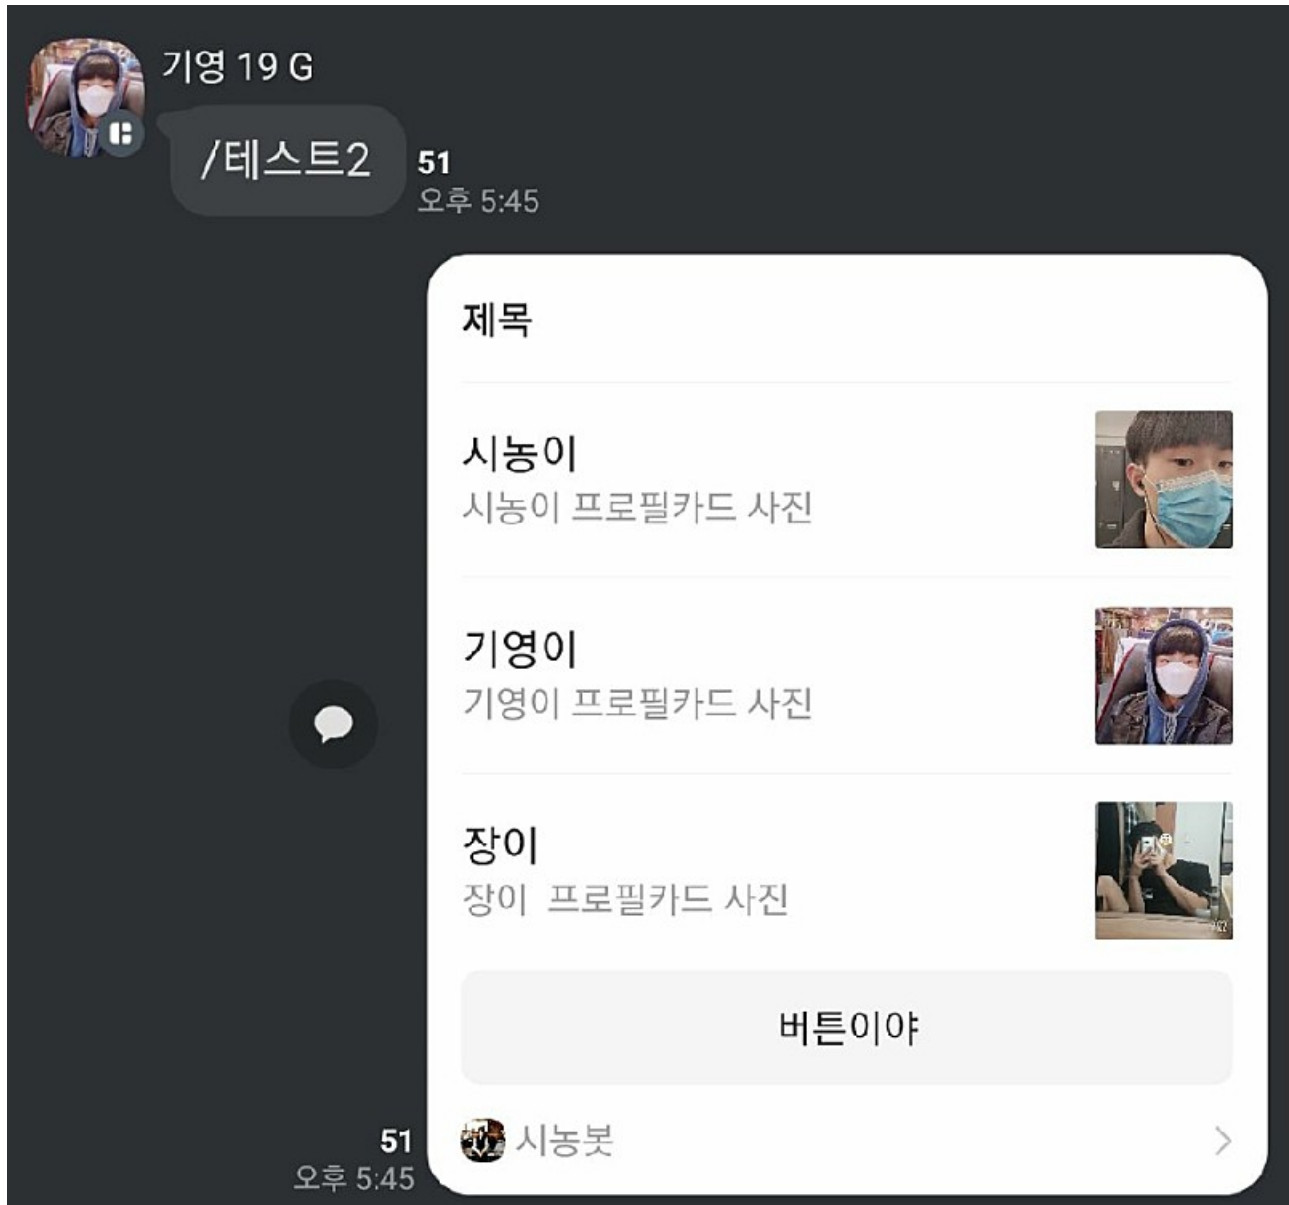 기영 19 G
/테스트2
51
오후 5:45
제목
시농이
시농이 프로필카드 사진
기영이
기영이 프로필카드 사진
장이
장이 프로필카드 사진
버튼이야
시농봇
51
오후 5:45